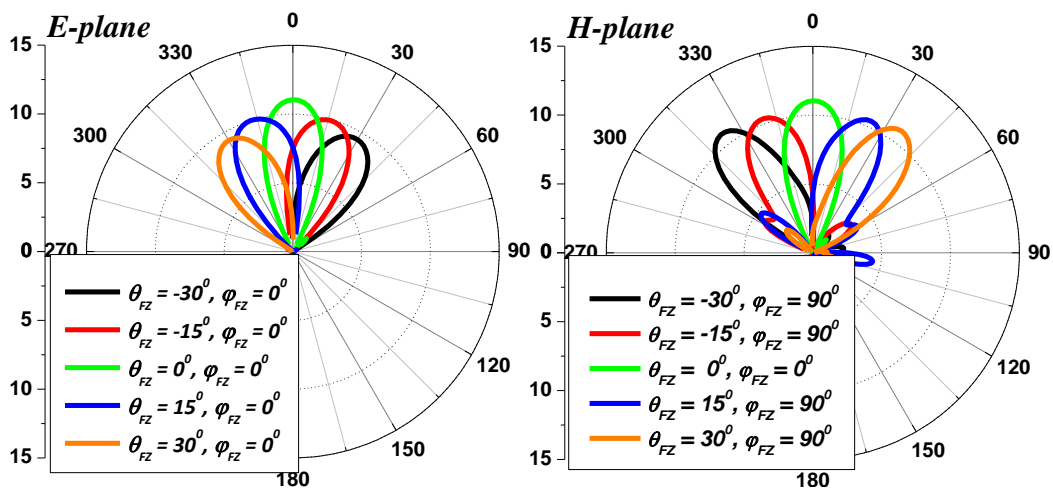 E-plane
0
30
60
90
120
150
180
270
300
330
15
10
5
0
5
10
15
θFZ = -30⁰, φFZ = 0⁰
θFZ = -15⁰, φFZ = 0⁰
θFZ = 0⁰, φFZ = 0⁰
θFZ = 15⁰, φFZ = 0⁰
θFZ = 30⁰, φFZ = 0⁰
H-plane
0
30
60
90
120
150
180
270
300
330
15
10
5
0
5
10
15
θFZ = -30⁰, φFZ = 90⁰
θFZ = -15⁰, φFZ = 90⁰
θFZ = 0⁰, φFZ = 0⁰
θFZ = 15⁰, φFZ = 90⁰
θFZ = 30⁰, φFZ = 90⁰